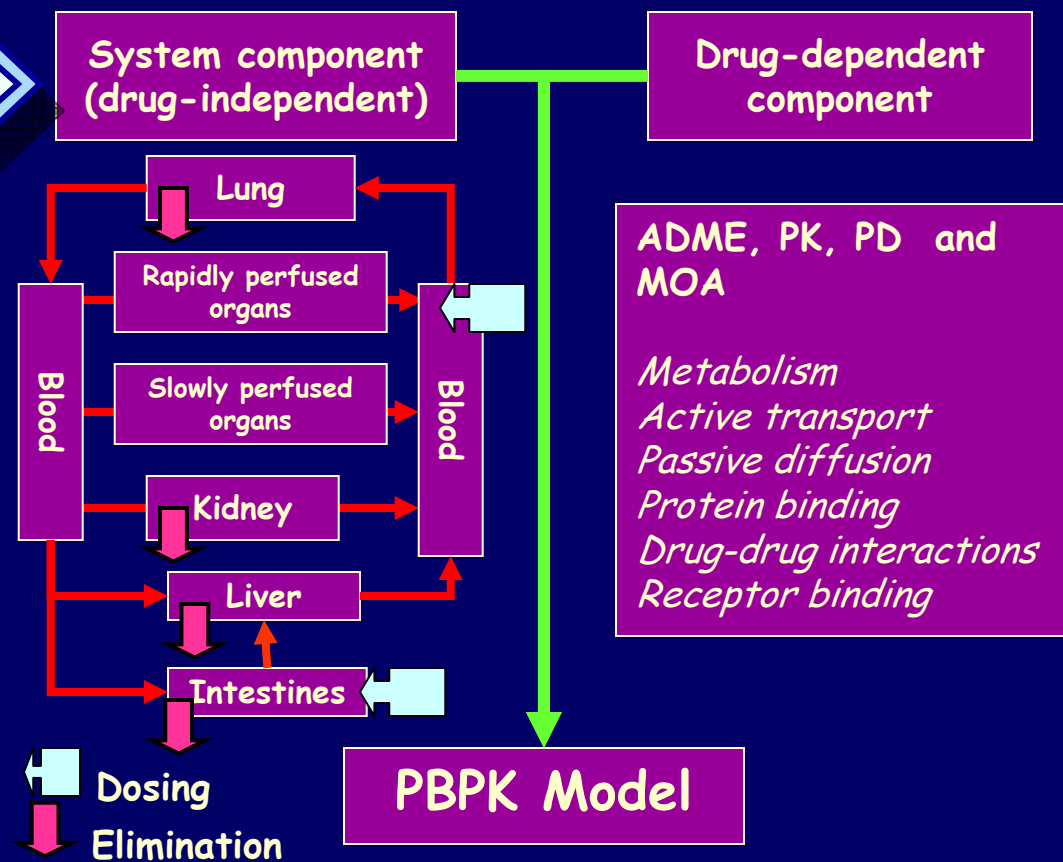 System component
(drug-independent)
Drug-dependent
component
Lung
Rapidly perfused
organs
Blood
Slowly perfused
organs
Blood
Kidney
Liver
Intestines
Dosing
Elimination
ADME, PK, PD and
MOA
Metabolism
Active transport
Passive diffusion
Protein binding
Drug-drug interactions
Receptor binding
PBPK Model